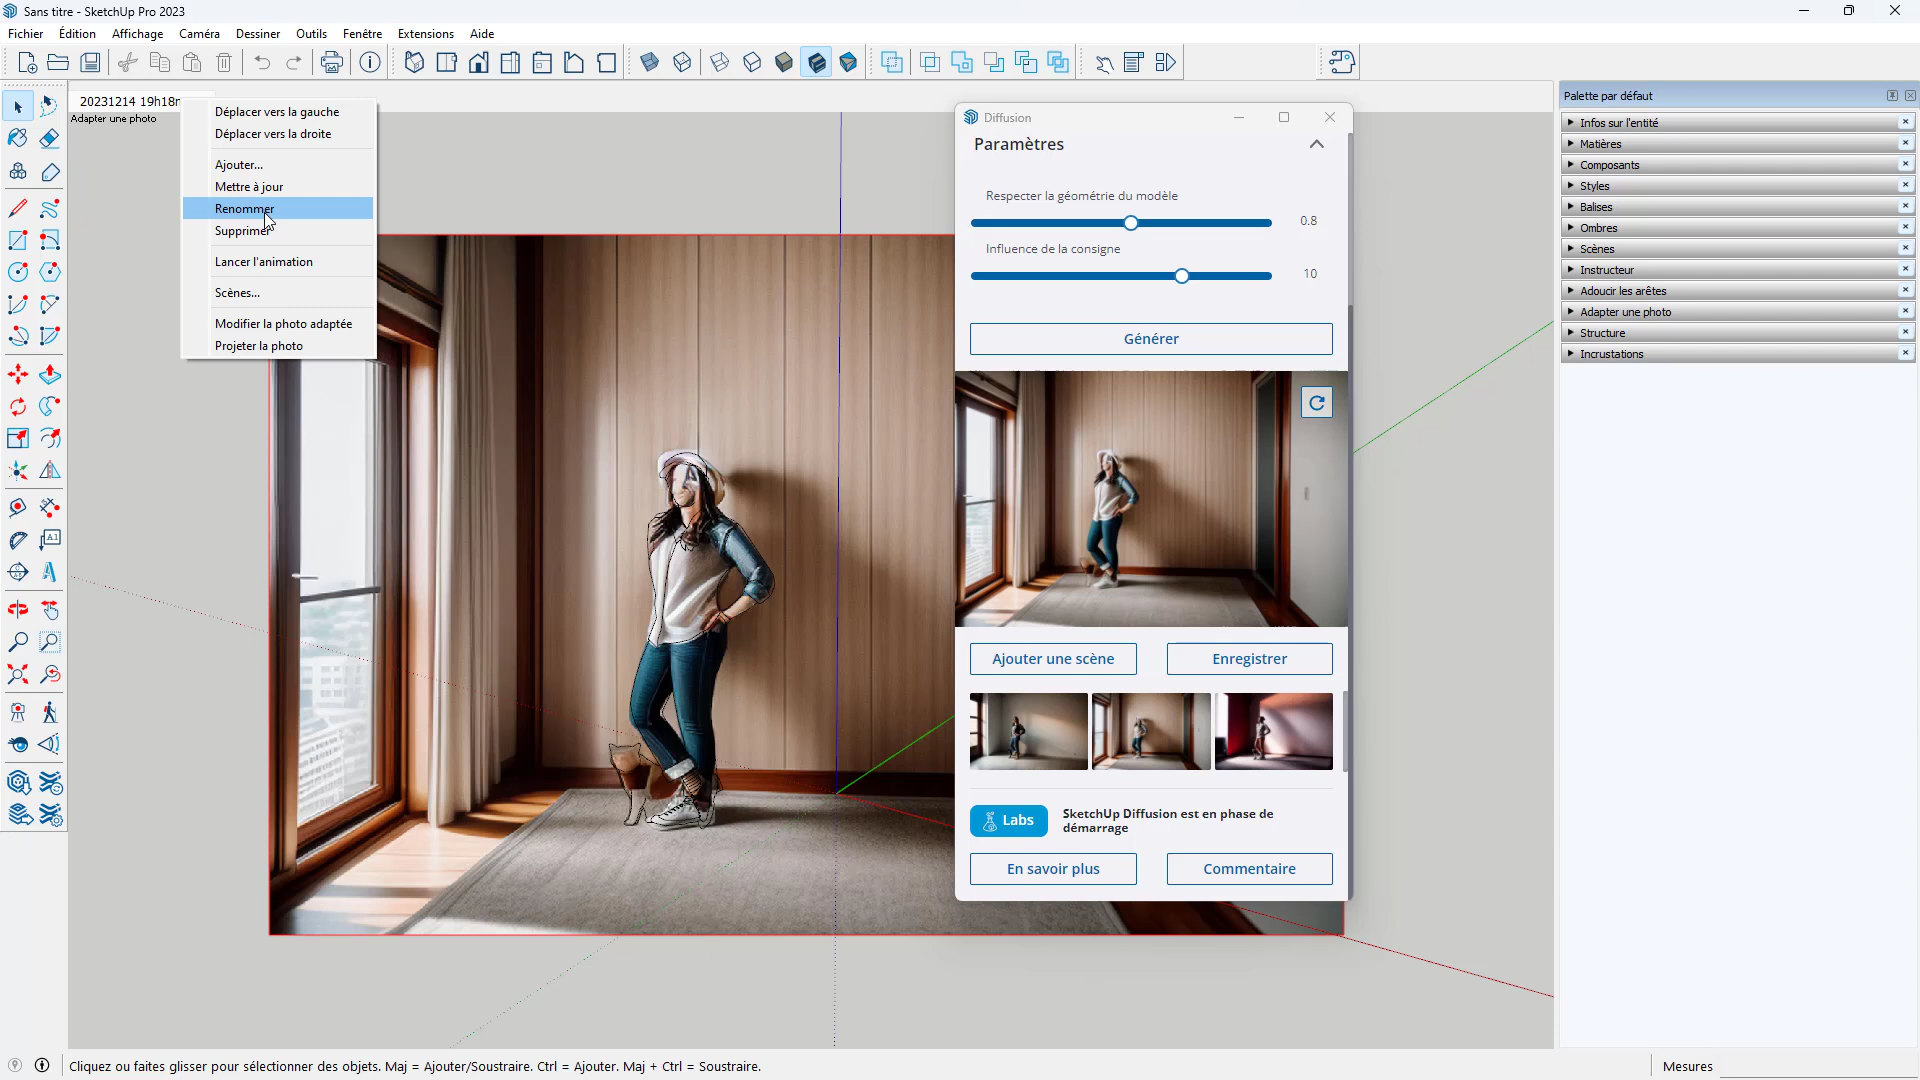 Sans titre - SketchUp Pro 2023
Fichier Édition Affichage Caméra Dessiner Outils Fenêtre Extensions Aide
20231214 19h18m
Adapter une photo
Déplacer vers la gauche
Déplacer vers la droite
Ajouter...
Mettre à jour
Renommer
Supprimer
Lancer l'animation
Scènes...
Modifier la photo adaptée
Projeter la photo
A1
Diffusion
Paramètres
Respecter la géométrie du modèle
0.8
Influence de la consigne
10
Générer
Ajouter une scène
Enregistrer
Labs
SketchUp Diffusion est en phase de
démarrage
En savoir plus
Commentaire
Palette par défaut
Infos sur l'entité
Matières
Composants
Styles
Balises
Ombres
Scènes
Instructeur
Adoucir les arêtes
Adapter une photo
Structure
Incrustations
Cliquez ou faites glisser pour sélectionner des objets. Maj = Ajouter/Soustraire. Ctrl = Ajouter. Maj + Ctrl = Soustraire.
Mesures